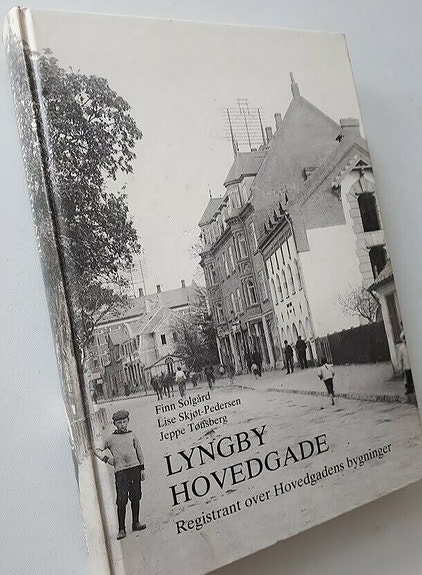 Finn Solgård
Lise Skjøt-Pedersen
Jeppe Tønsberg
LYNGBY
HOVEDGADE
Registrant over Hovedgadens bygninger